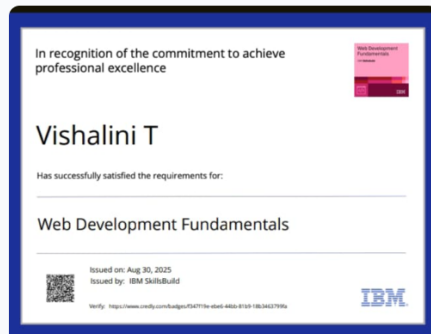 In recognition of the commitment to achieve
professional excellence
Web Development
Fundamentals
IBM
Vishalini T
Has successfully satisfied the requirements for:
Web Development Fundamentals
Issued on: Aug 30, 2025
Issued by: IBM SkillsBuild
Verify:
IBM